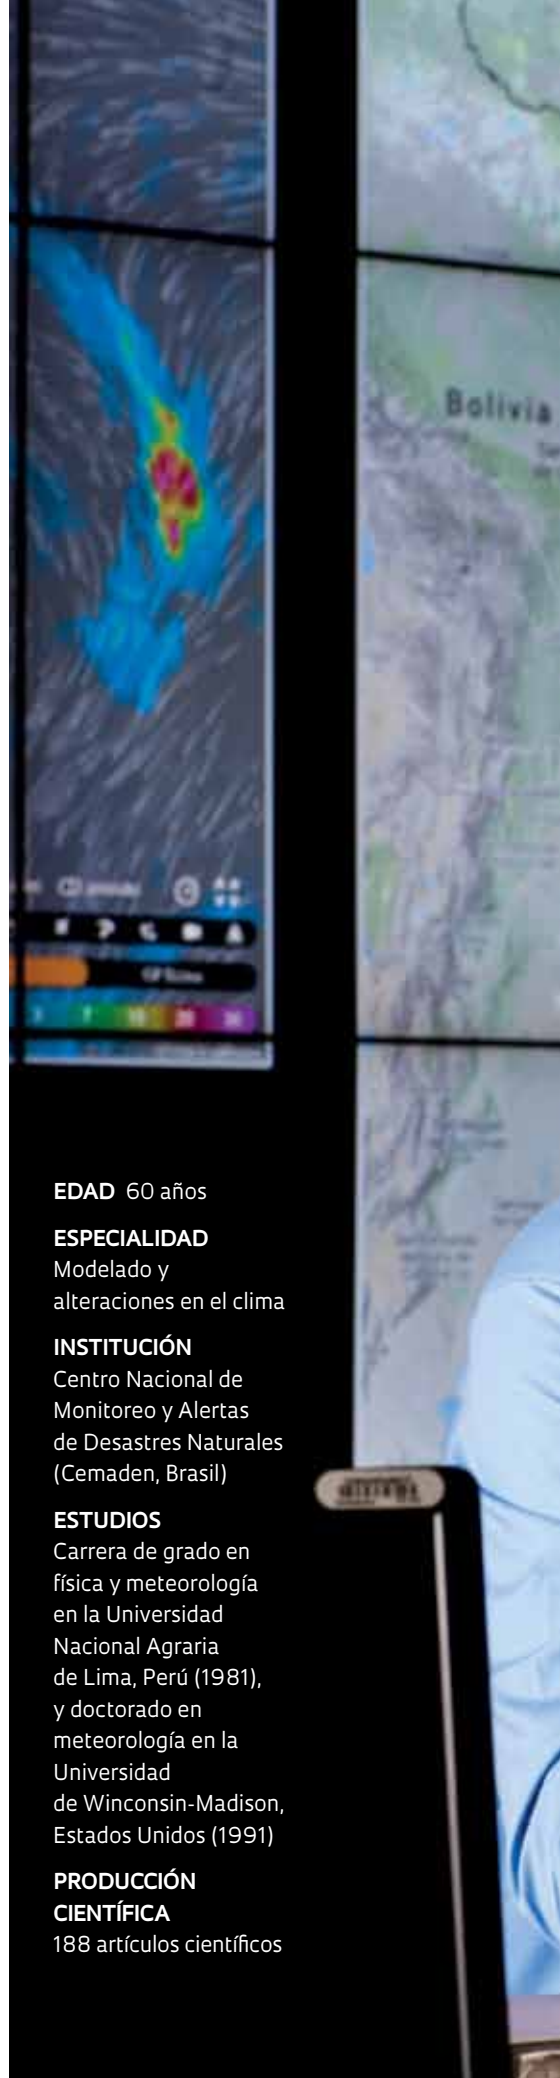 Bolivia
EDAD 60 años
ESPECIALIDAD
Modelado y
alteraciones en el clima
INSTITUCIÓN
Centro Nacional de
Monitoreo y Alertas
de Desastres Naturales
(Cemaden, Brasil)
ESTUDIOS
Carrera de grado en
física y meteorología
en la Universidad
Nacional Agraria
de Lima, Perú (1981),
y doctorado en
meteorología en la
Universidad
de Winconsin-Madison,
Estados Unidos (1991)
PRODUCCIÓN
CIENTÍFICA
188 artículos científicos